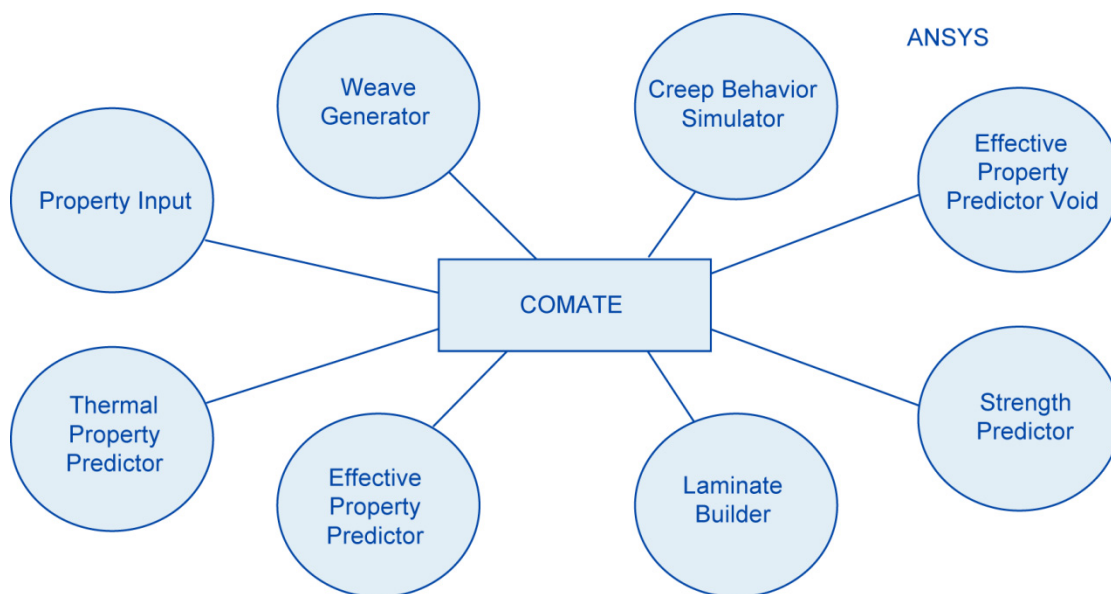 ANSYS
Weave
Generator
Creep Behavior
Simulator
Effective
Property
Predictor Void
Property Input
COMATE
Thermal
Property
Predictor
Effective
Property
Predictor
Laminate
Builder
Strength
Predictor